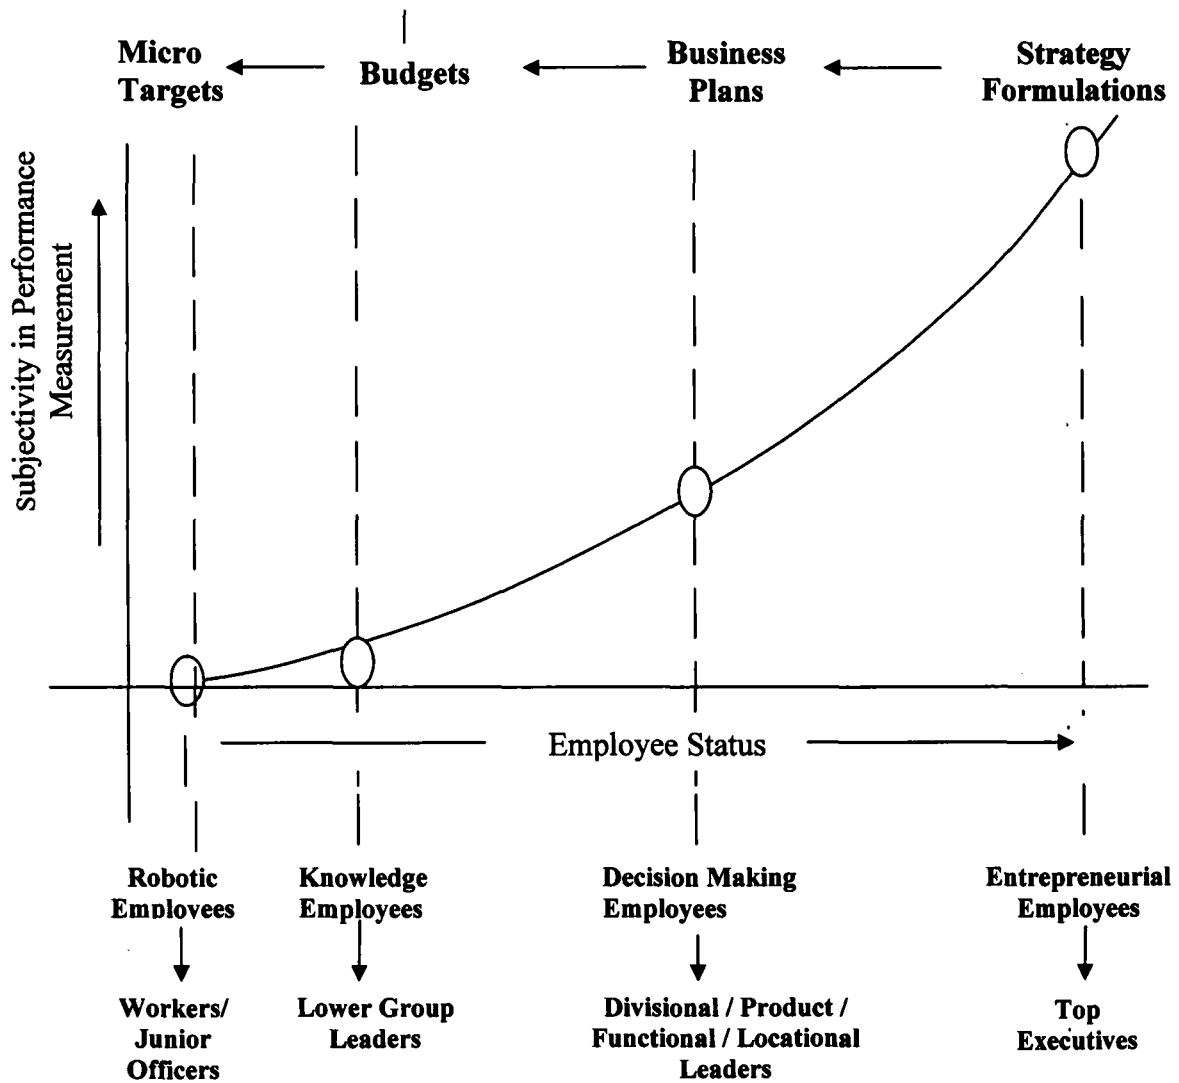 Micro
Targets
Budgets
Business
Plans
Strategy
Formulations
Subjectivity in Performance
Measurement
Employee Status
Robotic
Employees
Knowledge
Employees
Decision Making
Employees
Entrepreneurial
Employees
Workers/
Junior
Officers
Lower Group
Leaders
Divisional / Product /
Functional / Locational
Leaders
Top
Executives